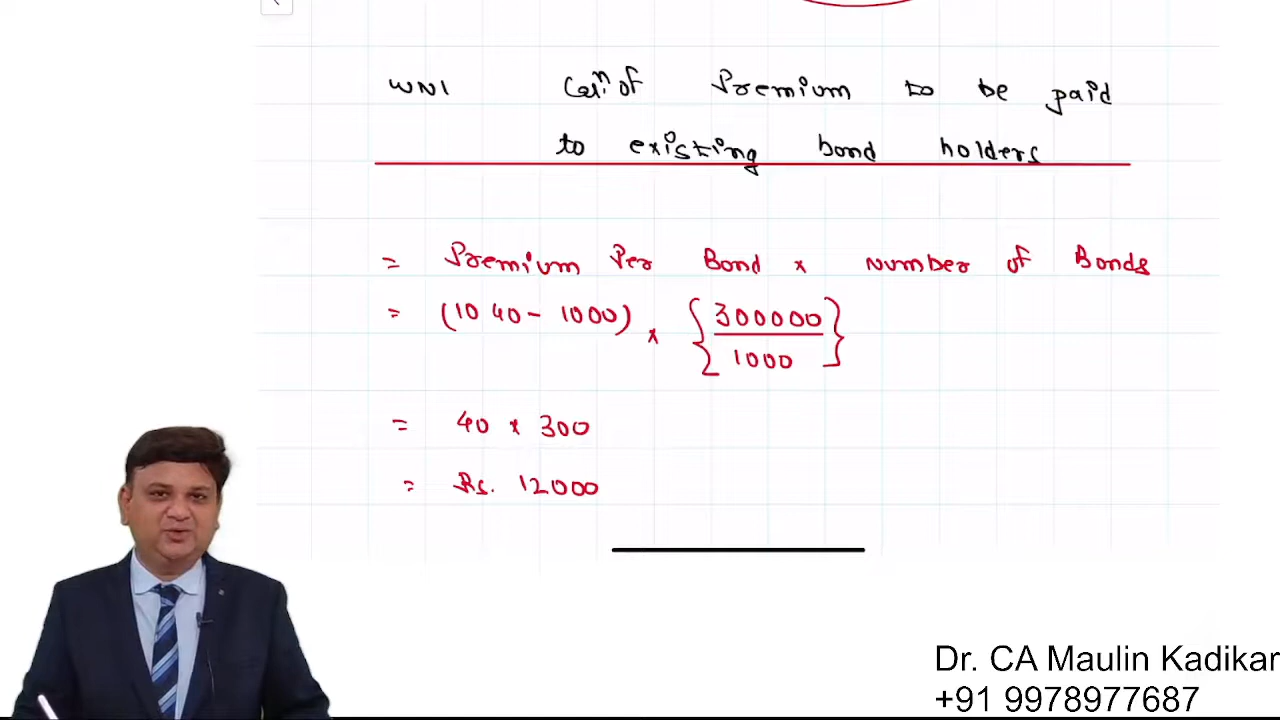 WN1 Calⁿ of Premium to be paid
to existing bond holders
= Premium Per Bond × Number of Bonds
= (1040 - 1000) × {300000 / 1000}
= 40 × 300
= Rs. 12000
Dr. CA Maulin Kadikar
+91 9978977687